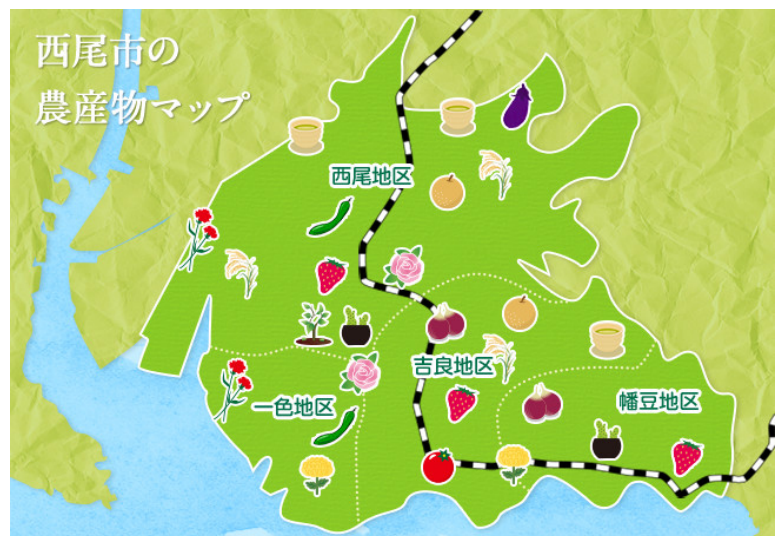 西尾市の
農産物マップ
西尾地区
吉良地区
一色地区
幡豆地区